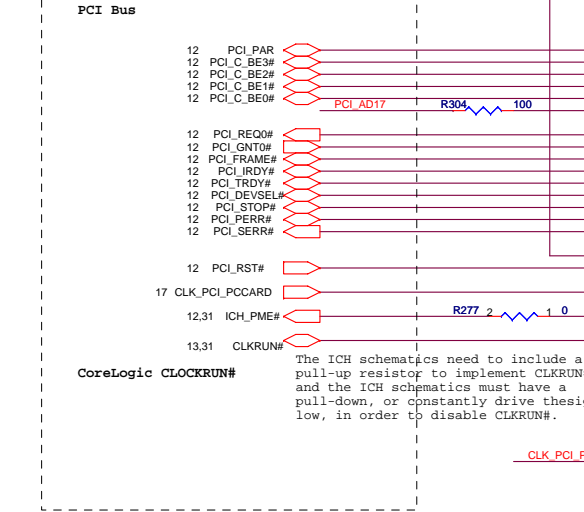 PCI Bus
12 PCI_PAR
12 PCI_C_BE3#
12 PCI_C_BE2#
12 PCI_C_BE1#
12 PCI_C_BE0#
PCI_AD17 R304 100
12 PCI_REQ0#
12 PCI_GNT0#
12 PCI_FRAME#
12 PCI_IRDY#
12 PCI_TRDY#
12 PCI_DEVSEL#
12 PCI_STOP#
12 PCI_PERR#
12 PCI_SERR#
12 PCI_RST#
17 CLK_PCI_PCCARD
12,31 ICH_PME# R277 2 1 0
13,31 CLKRUN#
CoreLogic CLOCKRUN#
The ICH schematics need to include a
pull-up resistor to implement CLKRUN
and the ICH schematics must have a
pull-down, or constantly drive thesi
low, in order to disable CLKRUN#.
CLK_PCI_P